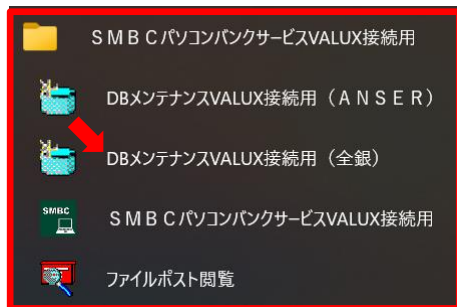 ＳＭＢＣパソコンバンクサービスVALUX接続用
DBメンテナンスVALUX接続用（ＡＮＳＥＲ）
DBメンテナンスVALUX接続用（全銀）
SMBC
ＳＭＢＣパソコンバンクサービスVALUX接続用
ファイルポスト閲覧